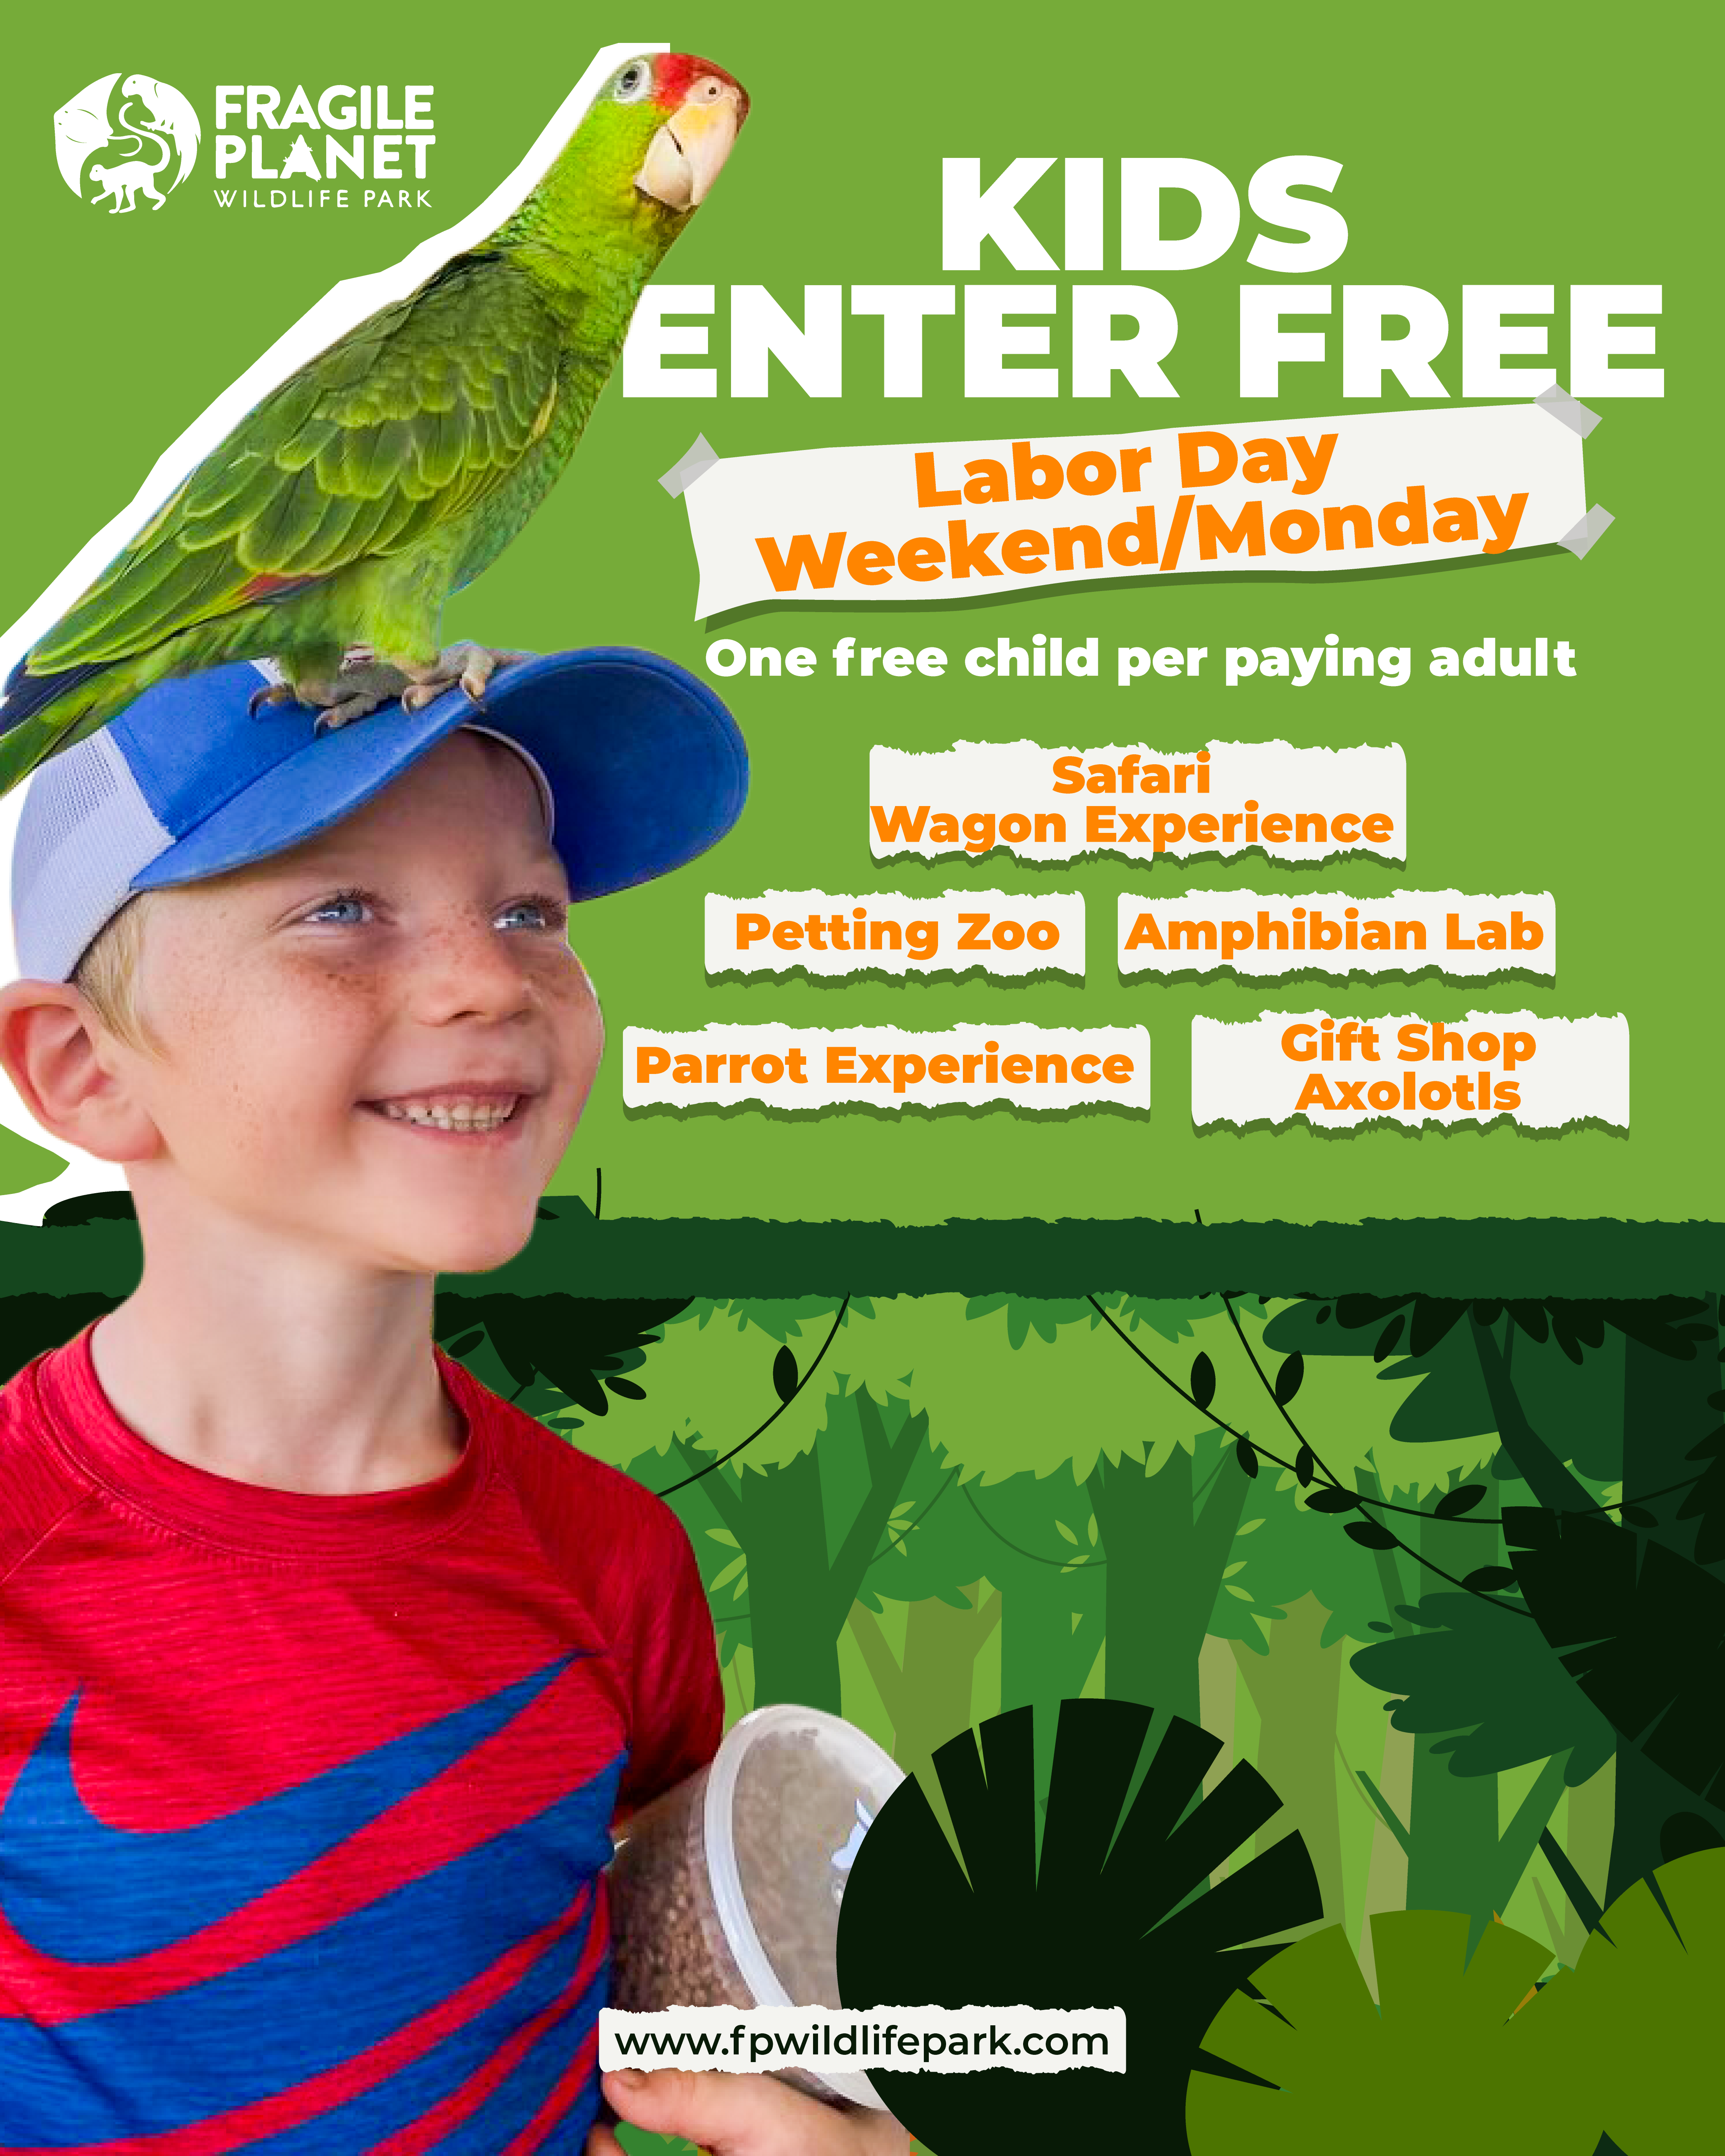 FRAGILE
PLANET
WILDLIFE PARK
KIDS
ENTER FREE
Labor Day
Weekend/Monday
One free child per paying adult
Safari
Wagon Experience
Petting Zoo
Amphibian Lab
Parrot Experience
Gift Shop
Axolotls
www.fpwildlifepark.com